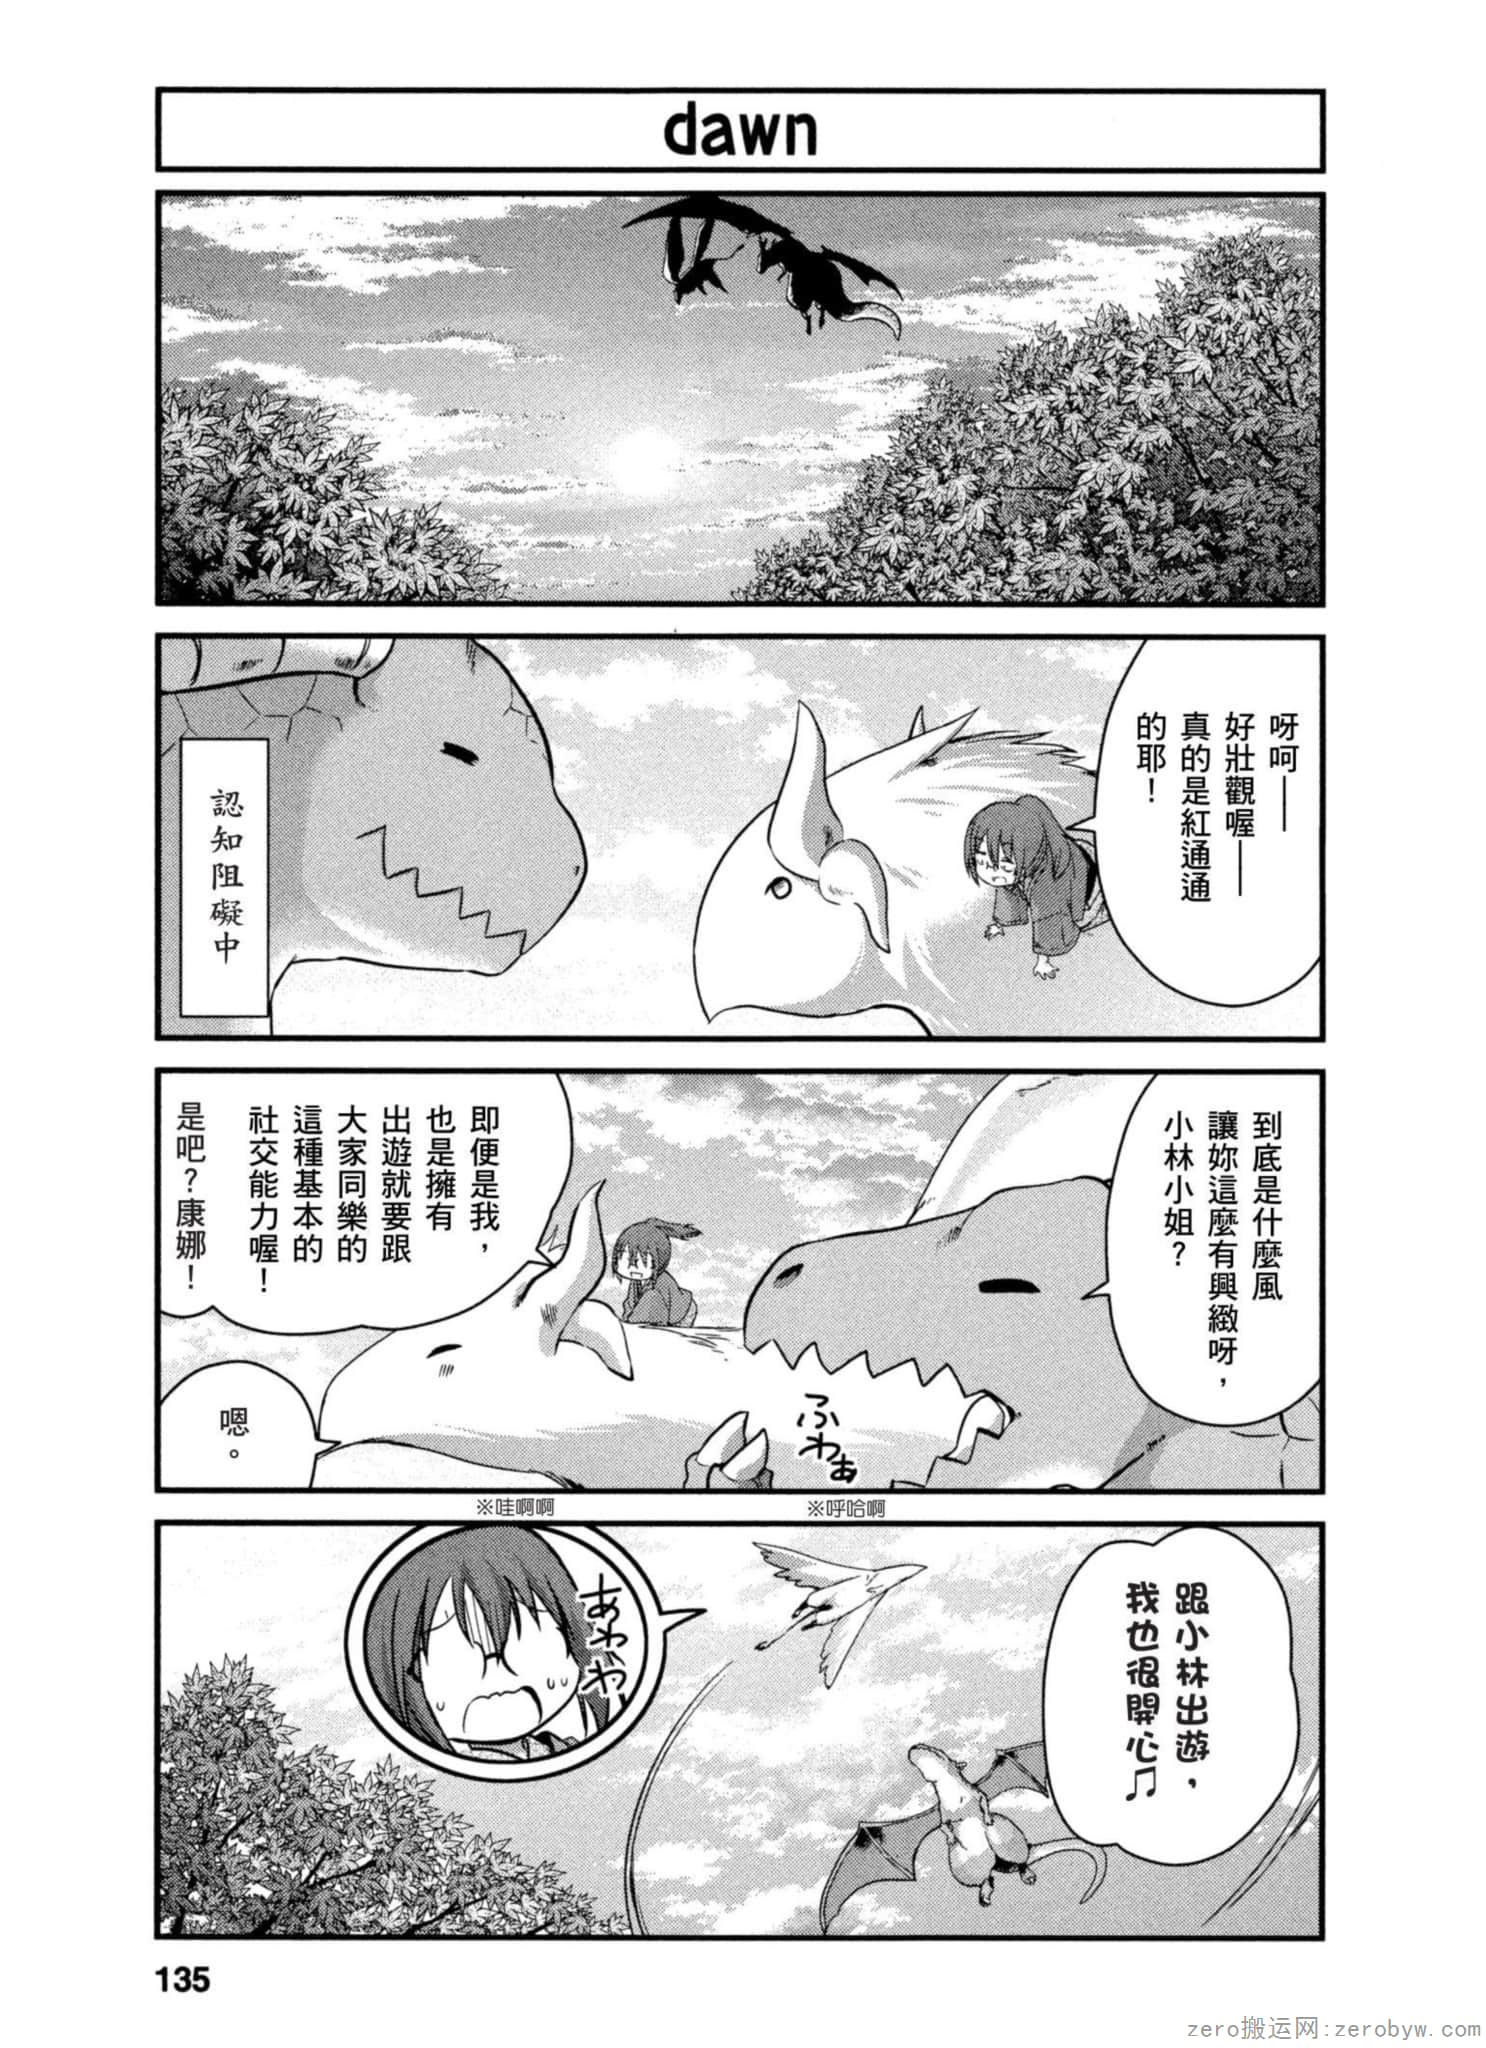 dawn
呀呵——
好壯觀喔——
真的是紅通通
的耶！
認知阻礙中
到底是什麼風
讓妳這麼有興緻呀，
小林小姐？
即便是我，
也是擁有
出遊就要跟
大家同樂的
這種基本的
社交能力喔！
是吧？康娜！
嗯。
ふわぁ
※呼哈啊
※哇啊啊
跟小林出遊，
我也很開心♫
あわわ
135
zero搬运网:zerobyw.com